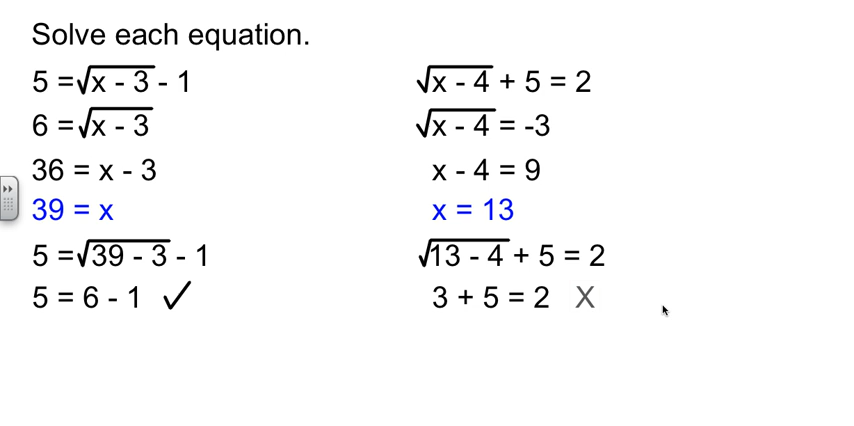 Solve each equation.
5 = √x - 3 - 1
6 = √x - 3
36 = x - 3
39 = x
5 = √39 - 3 - 1
5 = 6 - 1 ✓
√x - 4 + 5 = 2
√x - 4 = -3
x - 4 = 9
x = 13
√13 - 4 + 5 = 2
3 + 5 = 2 X